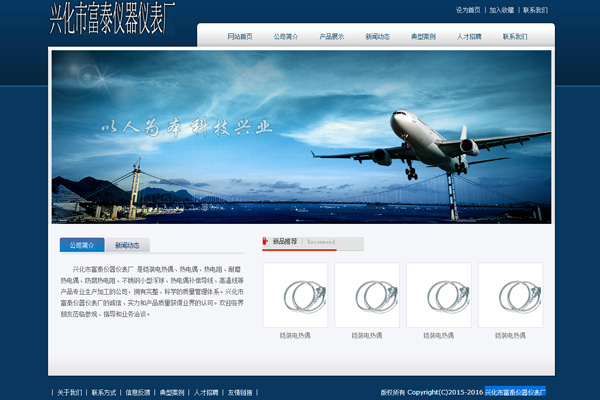 兴化市富泰仪器仪表厂
设为首页 | 加入收藏 | 联系我们
网站首页 公司简介 产品展示 新闻动态 典型案例 人才招聘 联系我们
以人为本 科技兴业
公司简介 新闻动态
新品推荐 | Recommend
兴化市富泰仪器仪表厂 是铠装电热偶、热电偶、热电阻、耐磨
热电偶、防腐热电阻、不锈钢小型浮球、热电偶补偿导线、高温线等
产品专业生产加工的公司，拥有完整、科学的质量管理体系。兴化市
富泰仪器仪表厂的诚信、实力和产品质量获得业界的认可。欢迎各界
朋友莅临参观、指导和业务洽谈。
铠装电热偶 铠装电热偶 铠装电热偶 铠装电热偶
| 关于我们 | 联系方式 | 信息反馈 | 典型案例 | 人才招聘 | 友情链接 |
版权所有 Copyright(C)2015-2016 兴化市富泰仪器仪表厂